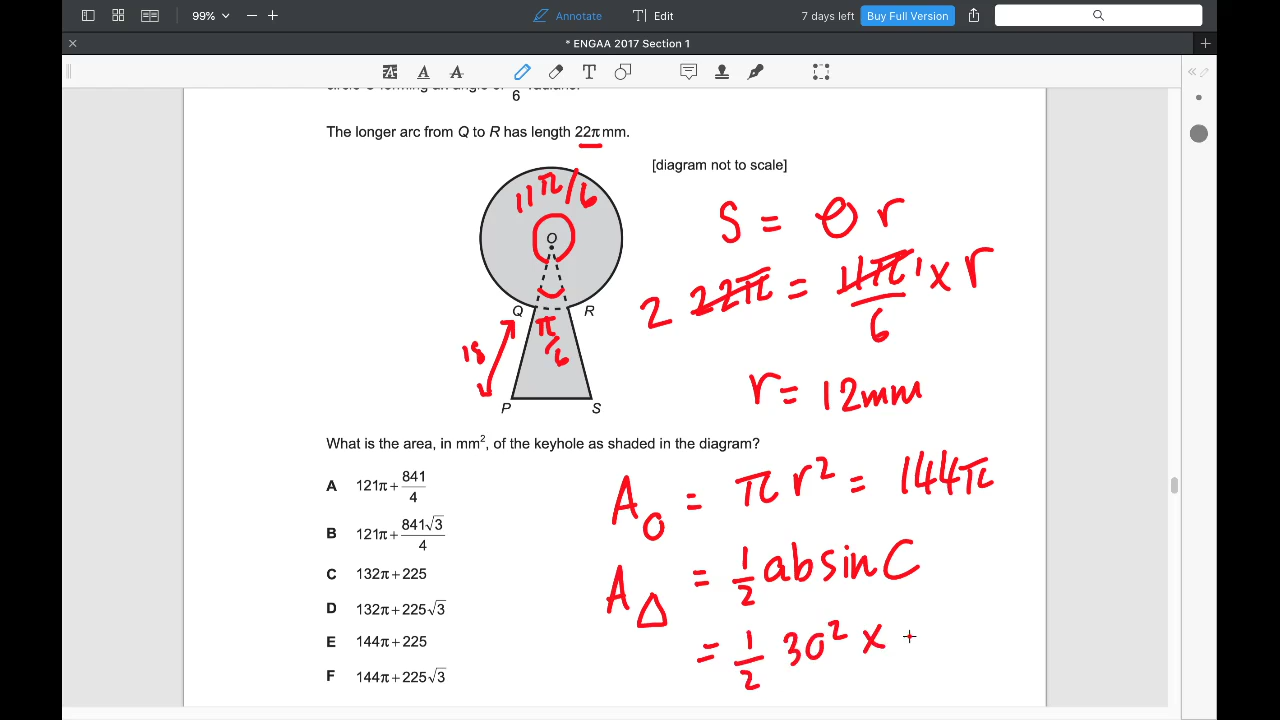 99%
Annotate
Edit
7 days left
Buy Full Version
* ENGAA 2017 Section 1
6
The longer arc from Q to R has length 22π mm.
[diagram not to scale]
11π/6
O
Q
R
π/6
18
P
S
S = θ r
2 22π = 11π/6 1 x r
r = 12mm
What is the area, in mm², of the keyhole as shaded in the diagram?
A 121π + 841/4
B 121π + 841√3/4
C 132π + 225
D 132π + 225√3
E 144π + 225
F 144π + 225√3
A○ = πr² = 144π
A△ = 1/2 absinC
= 1/2 30² x